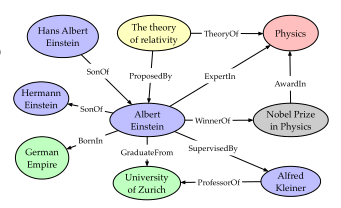 Hans Albert
Einstein
The theory
of relativity
TheoryOf
Physics
SonOf
ProposedBy
ExpertIn
AwardIn
Hermann
Einstein
SonOf
Albert
Einstein
WinnerOf
Nobel Prize
in Physics
BornIn
GraduateFrom
SupervisedBy
German
Empire
University
of Zurich
ProfessorOf
Alfred
Kleiner